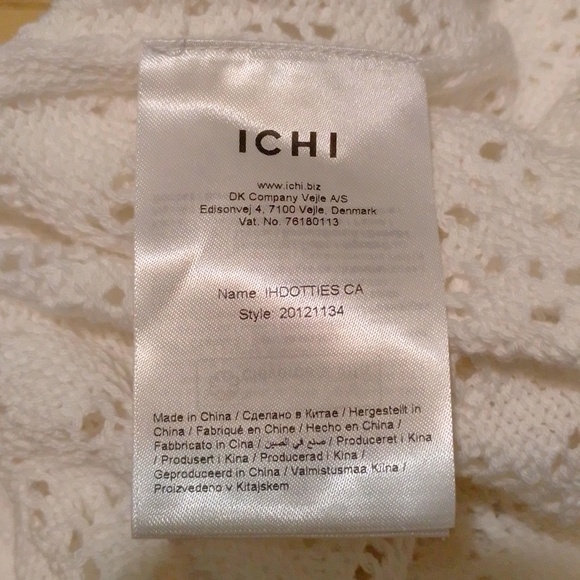 ICHI
www.ichi.biz
DK Company Vejle A/S
Edisonvej 4, 7100 Vejle, Denmark
Vat. No. 76180113
Name: IHDOTTIES CA
Style: 20121134
Made in China / Сделано в Китае / Hergestellt in
China / Fabriqué en Chine / Hecho en China /
Fabbricato in Cina / صنع في الصين / Produceret i Kina
/ Produsert i Kina / Producerad i Kina /
Geproduceerd in China / Valmistusmaa Kiina /
Proizvedeno v Kitajskem